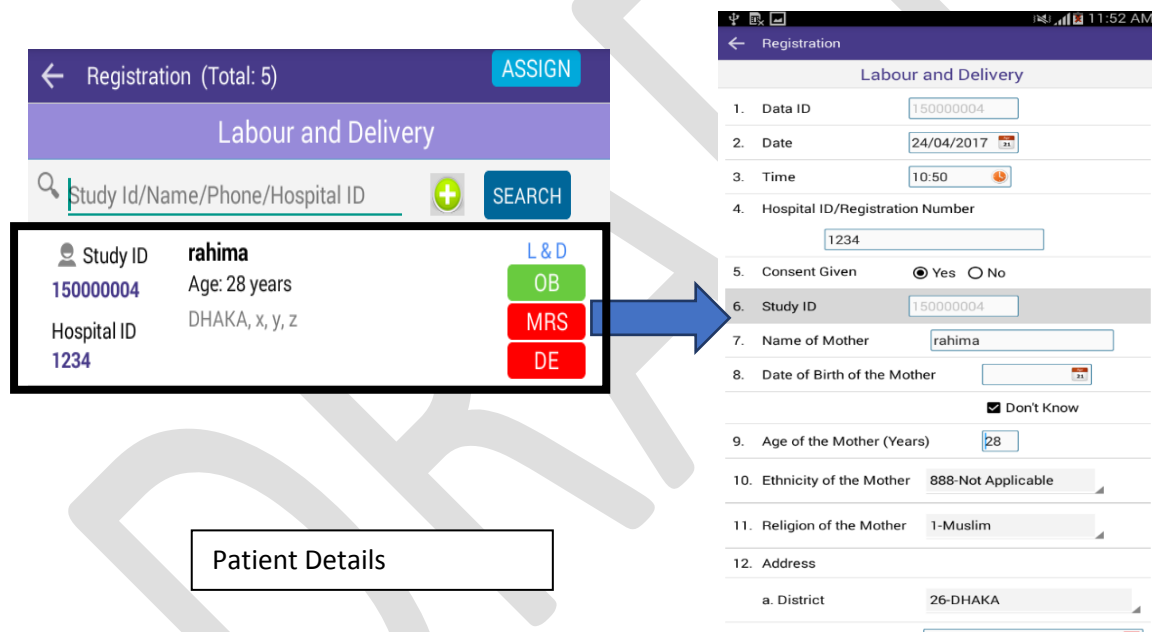 Registration (Total: 5)
ASSIGN
Labour and Delivery
Study Id/Name/Phone/Hospital ID
SEARCH
Study ID
rahima
L & D
150000004
Age: 28 years
OB
Hospital ID
DHAKA, x, y, z
MRS
1234
DE
Patient Details
11:52 AM
Registration
Labour and Delivery
1. Data ID 150000004
2. Date 24/04/2017 31
3. Time 10:50
4. Hospital ID/Registration Number
1234
5. Consent Given Yes No
6. Study ID 150000004
7. Name of Mother rahima
8. Date of Birth of the Mother 31
Don't Know
9. Age of the Mother (Years) 28
10. Ethnicity of the Mother 888-Not Applicable
11. Religion of the Mother 1-Muslim
12. Address
a. District 26-DHAKA